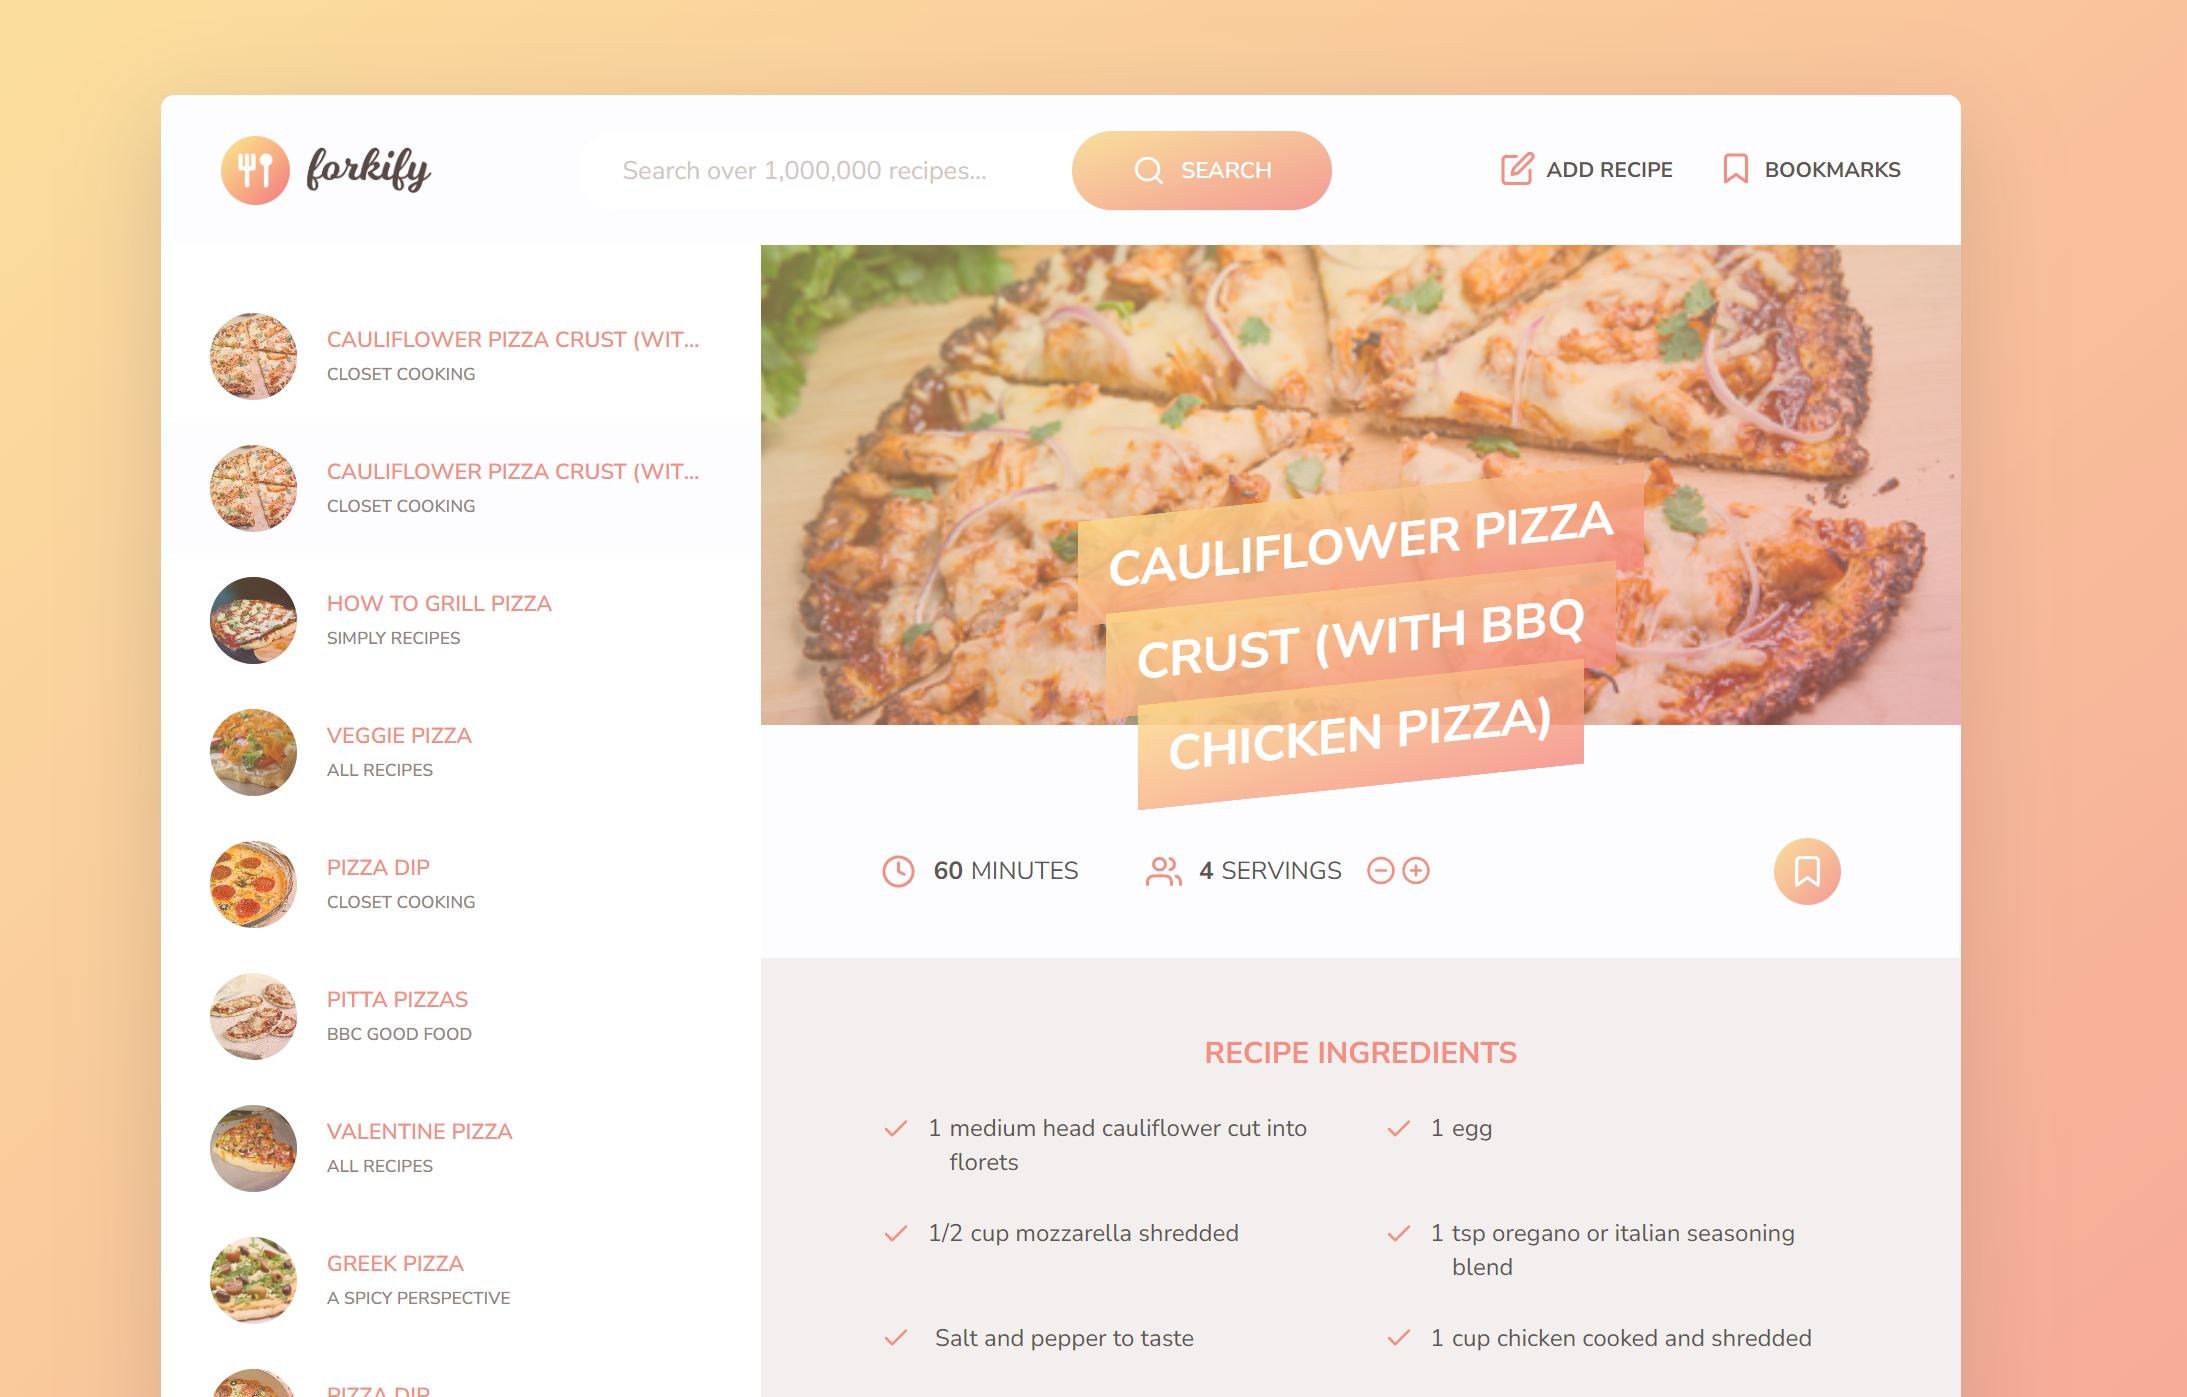 forkify
Search over 1,000,000 recipes...
SEARCH
ADD RECIPE
BOOKMARKS
CAULIFLOWER PIZZA CRUST (WIT...
CLOSET COOKING
CAULIFLOWER PIZZA CRUST (WIT...
CLOSET COOKING
HOW TO GRILL PIZZA
SIMPLY RECIPES
VEGGIE PIZZA
ALL RECIPES
PIZZA DIP
CLOSET COOKING
PITTA PIZZAS
BBC GOOD FOOD
VALENTINE PIZZA
ALL RECIPES
GREEK PIZZA
A SPICY PERSPECTIVE
PIZZA DIP
CAULIFLOWER PIZZA
CRUST (WITH BBQ
CHICKEN PIZZA)
60 MINUTES
4 SERVINGS
RECIPE INGREDIENTS
1 medium head cauliflower cut into
florets
1 egg
1/2 cup mozzarella shredded
1 tsp oregano or italian seasoning
blend
Salt and pepper to taste
1 cup chicken cooked and shredded